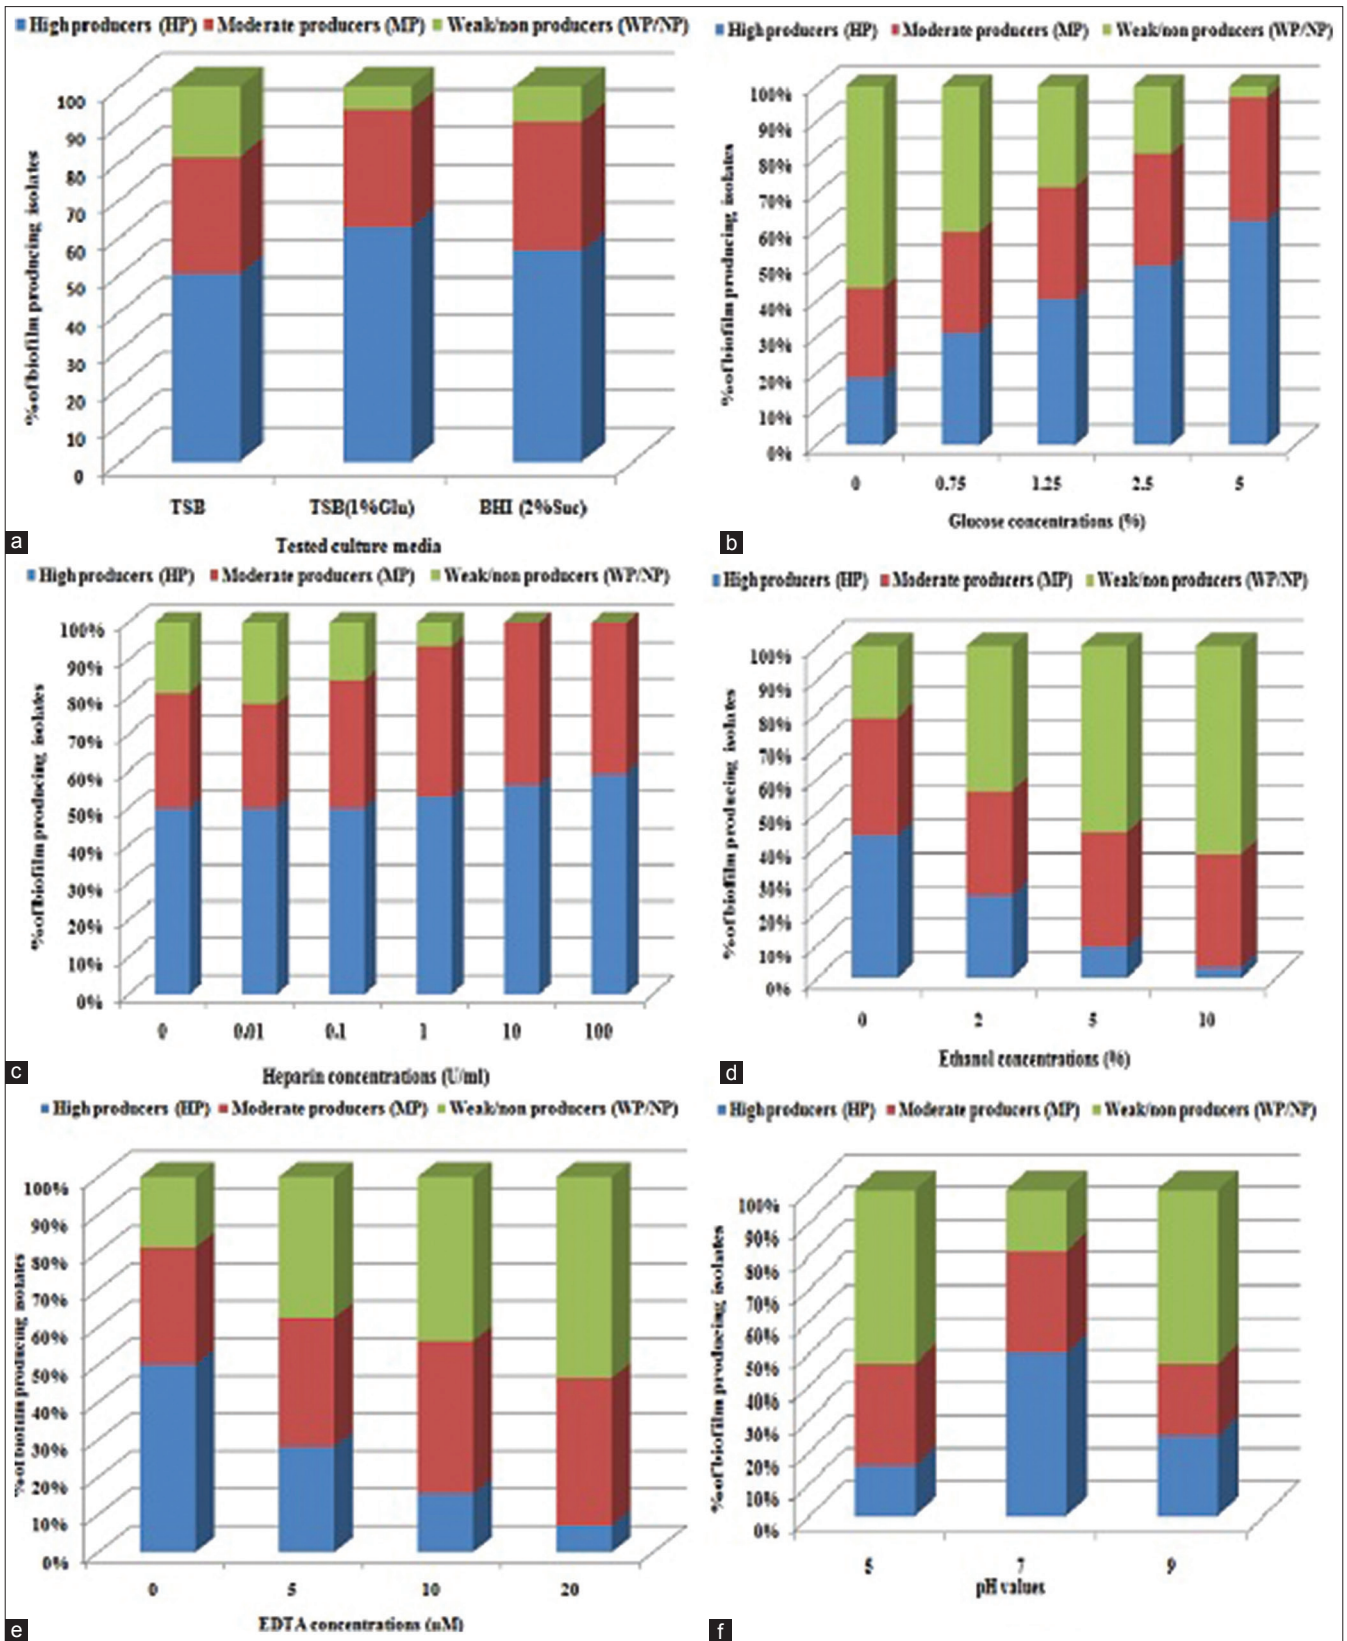 High producers (HP) Moderate producers (MP) Weak/non producers (WP/NP)
% of biofilm producing isolates
100
90
80
70
60
50
40
30
20
10
0
TSB TSB(1%Glu) BHI (2%Suc)
Tested culture media
a
High producers (HP) Moderate producers (MP) Weak/non producers (WP/NP)
% of biofilm producing isolates
100%
90%
80%
70%
60%
50%
40%
30%
20%
10%
0%
0 0.75 1.25 2.5 5
Glucose concentrations (%)
b
High producers (HP) Moderate producers (MP) Weak/non producers (WP/NP)
% of biofilm producing isolates
100%
90%
80%
70%
60%
50%
40%
30%
20%
10%
0%
0 0.01 0.1 1 10 100
Heparin concentrations (U/ml)
c
High producers (HP) Moderate producers (MP) Weak/non producers (WP/NP)
% of biofilm producing isolates
100%
90%
80%
70%
60%
50%
40%
30%
20%
10%
0%
0 2 5 10
Ethanol concentrations (%)
d
High producers (HP) Moderate producers (MP) Weak/non producers (WP/NP)
% of biofilm producing isolates
100%
90%
80%
70%
60%
50%
40%
30%
20%
10%
0%
0 5 10 20
EDTA concentrations (uM)
e
High producers (HP) Moderate producers (MP) Weak/non producers (WP/NP)
% of biofilm producing isolates
100%
90%
80%
70%
60%
50%
40%
30%
20%
10%
0%
5 7 9
pH values
f